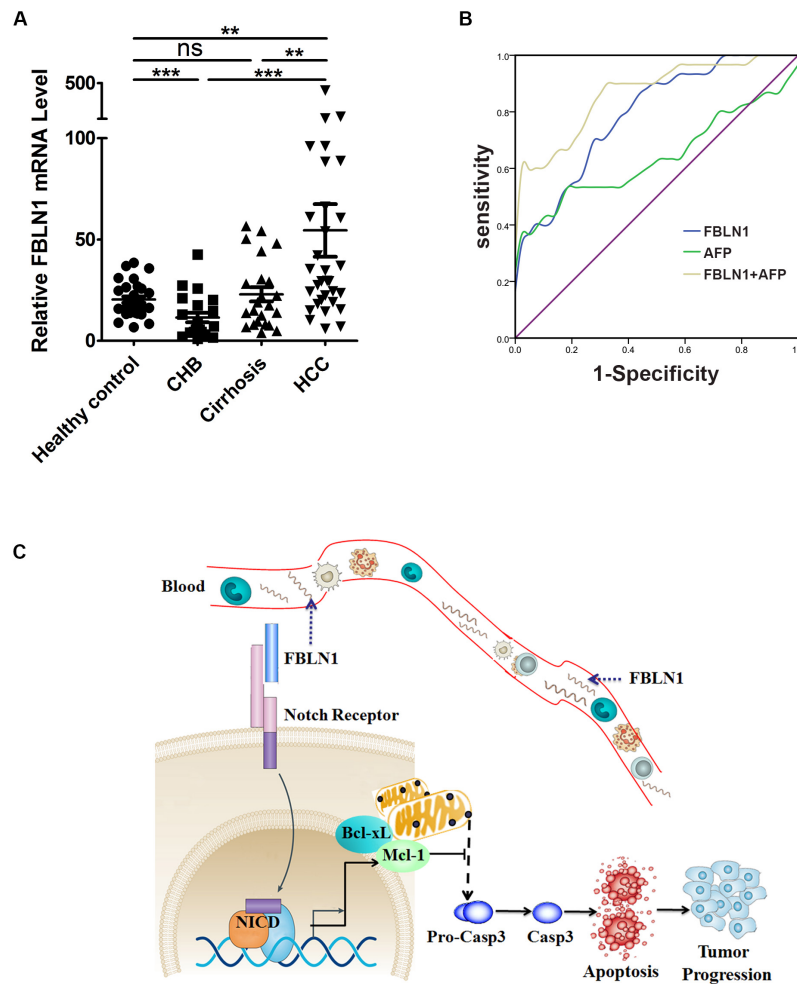 A
**
ns
**
***
***
500
100
50
0
Relative FBLN1 mRNA Level
Healthy control
CHB
Cirrhosis
HCC
B
1.0
0.8
0.6
0.4
0.2
0.0
sensitivity
FBLN1
AFP
FBLN1+AFP
0.0
0.2
0.4
0.6
0.8
1-Specificity
C
Blood
FBLN1
FBLN1
Notch Receptor
Bcl-xL
Mcl-1
NICD
Pro-Casp3
Casp3
Apoptosis
Tumor
Progression